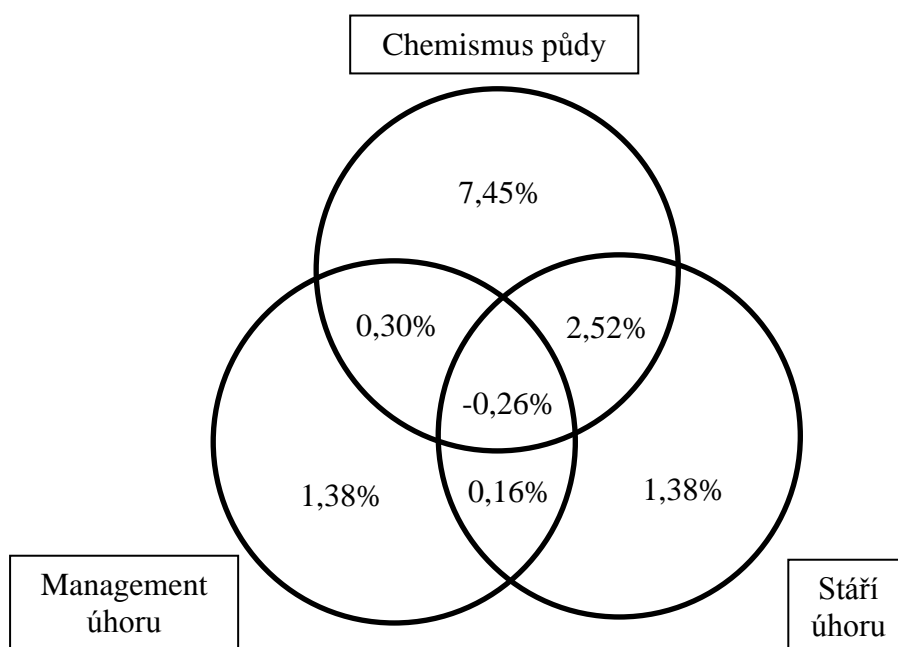 Chemismus půdy
7,45%
0,30%
2,52%
-0,26%
1,38%
0,16%
1,38%
Management
úhoru
Stáří
úhoru